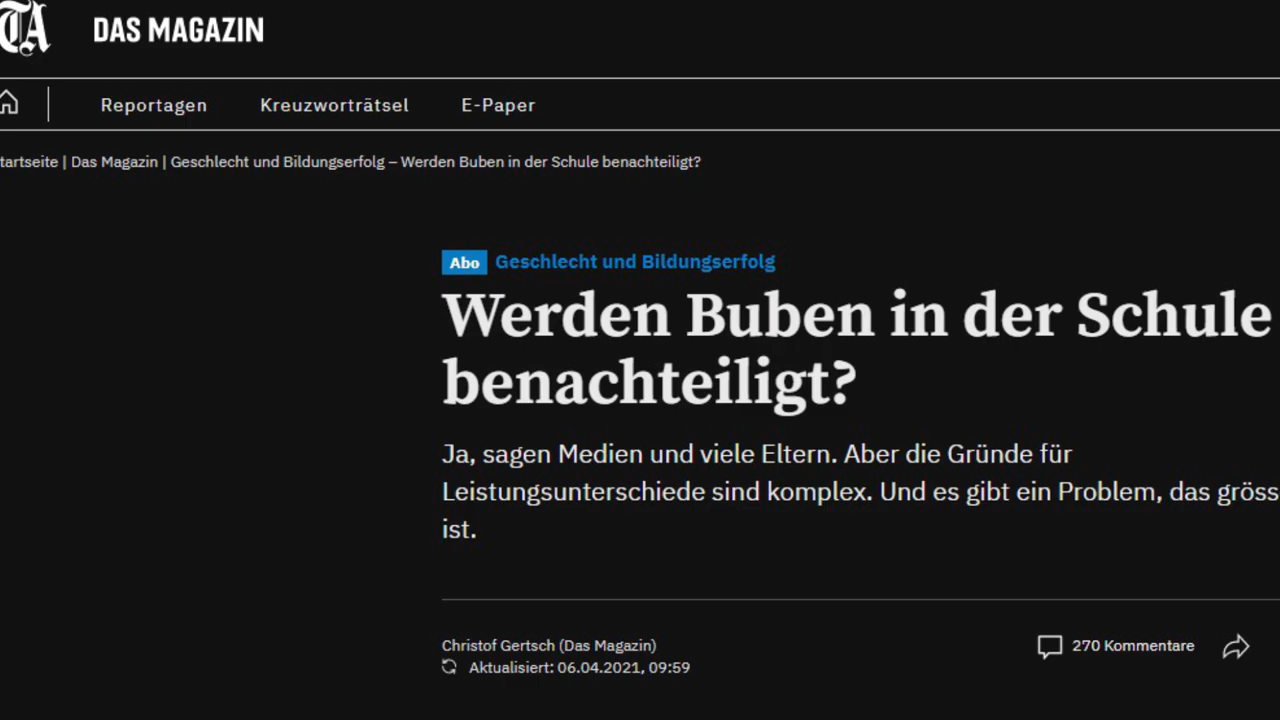 TA DAS MAGAZIN
Reportagen Kreuzworträtsel E-Paper
tartseite | Das Magazin | Geschlecht und Bildungserfolg – Werden Buben in der Schule benachteiligt?
Abo Geschlecht und Bildungserfolg
Werden Buben in der Schule
benachteiligt?
Ja, sagen Medien und viele Eltern. Aber die Gründe für
Leistungsunterschiede sind komplex. Und es gibt ein Problem, das gröss
ist.
Christof Gertsch (Das Magazin)
Aktualisiert: 06.04.2021, 09:59
270 Kommentare